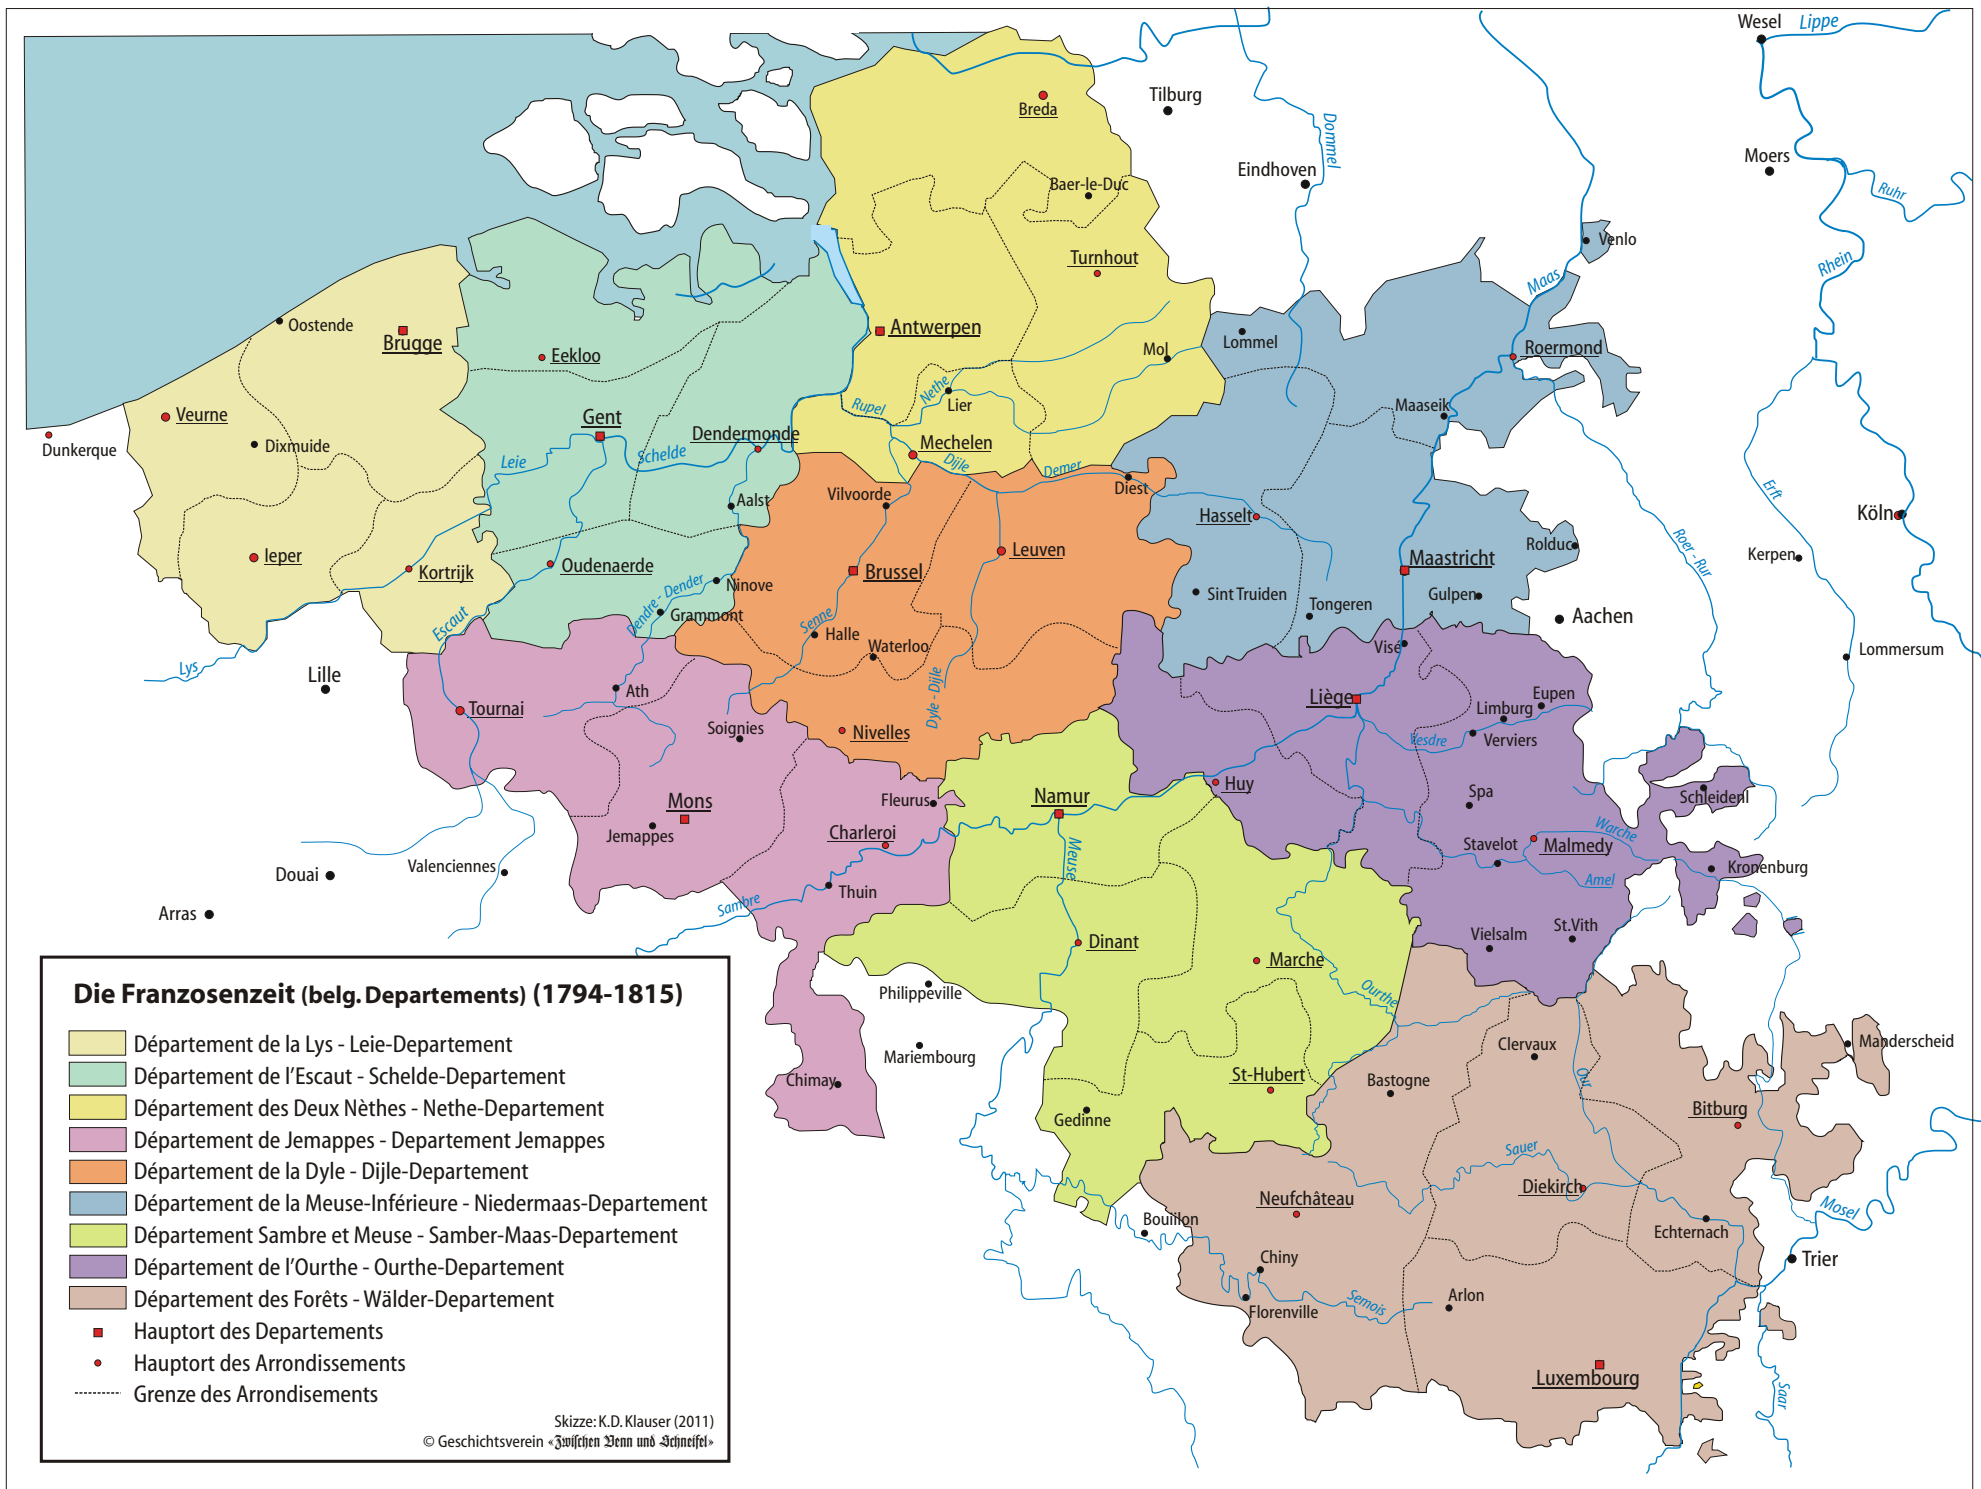 Wesel
Lippe
Tilburg
Breda
Dommel
Moers
Eindhoven
Ruhr
Baer-le-Duc
Venlo
Turnhout
Rhein
Maas
Oostende
Brugge
Antwerpen
Lommel
Roermond
Eekloo
Mol
Nethe
Lier
Maaseik
Rupel
Veurne
Gent
Dendermonde
Mechelen
Dunkerque
Dixmuide
Leie
Schelde
Dijle
Demer
Diest
Erft
Aalst
Vilvoorde
Hasselt
Köln
Ieper
Kortrijk
Oudenaerde
Leuven
Brussel
Maastricht
Rolduc
Roer - Rur
Kerpen
Ninove
Dendre - Dender
Grammont
Sint Truiden
Tongeren
Gulpen
Aachen
Escaut
Senne
Halle
Waterloo
Visé
Lommersum
Lys
Lille
Ath
Tournai
Soignies
Nivelles
Dyle - Dijle
Liège
Limburg
Eupen
Vesdre
Verviers
Mons
Jemappes
Fleurus
Charleroi
Namur
Huy
Spa
Schleidenl
Meuse
Stavelot
Malmedy
Warche
Amel
Kronenburg
Douai
Valenciennes
Arras
Thuin
Sambre
Dinant
Marche
Vielsalm
St.Vith
Philippeville
Ourthe
Mariembourg
Clervaux
Manderscheid
Chimay
St-Hubert
Bastogne
Our
Gedinne
Bitburg
Sauer
Neufchâteau
Diekirch
Mosel
Bouillon
Echternach
Trier
Chiny
Florenville
Semois
Arlon
Luxembourg
Saar
Die Franzosenzeit (belg. Departements) (1794-1815)
Département de la Lys - Leie-Departement
Département de l'Escaut - Schelde-Departement
Département des Deux Nèthes - Nethe-Departement
Département de Jemappes - Departement Jemappes
Département de la Dyle - Dijle-Departement
Département de la Meuse-Inférieure - Niedermaas-Departement
Département Sambre et Meuse - Samber-Maas-Departement
Département de l'Ourthe - Ourthe-Departement
Département des Forêts - Wälder-Departement
Hauptort des Departements
Hauptort des Arrondissements
Grenze des Arrondisements
Skizze: K.D. Klauser (2011)
© Geschichtsverein «Zwischen Venn und Schneifel»